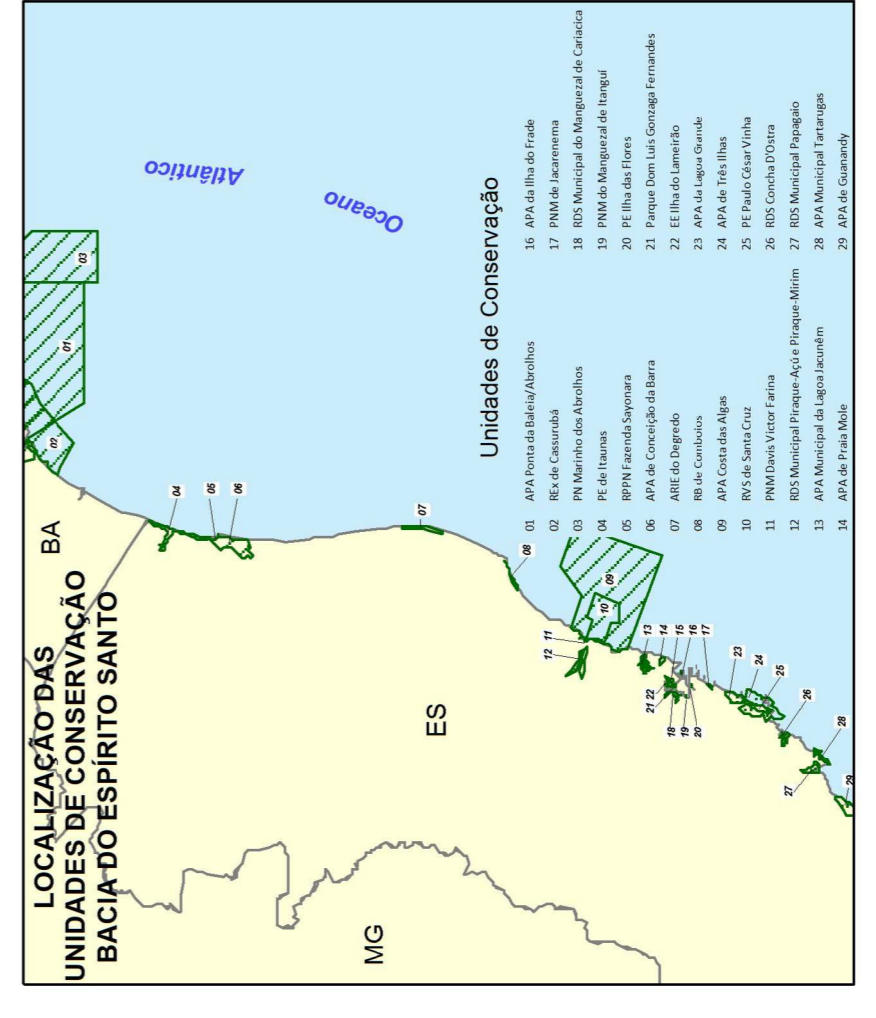 LOCALIZAÇÃO DAS
UNIDADES DE CONSERVAÇÃO
BACIA DO ESPÍRITO SANTO
BA
MG
ES
Oceano
Atlântico
01
02
03
04
05
06
07
08
09
10
11
12
13
14
15
16
17
18
19
20
21
22
23
24
25
26
27
28
29
Unidades de Conservação
01 APA Ponta da Baleia/Abrolhos
02 REx de Cassurubá
03 PN Marinho dos Abrolhos
04 PE de Itaunas
05 RPPN Fazenda Sayonara
06 APA de Conceição da Barra
07 ARIE do Degredo
08 RB de Comboios
09 APA Costa das Algas
10 RVS de Santa Cruz
11 PNM Davis Victor Farina
12 RDS Municipal Piraque-Açú e Piraque-Mirim
13 APA Municipal da Lagoa Jacunêm
14 APA de Praia Mole
16 APA da Ilha do Frade
17 PNM de Jacarenema
18 RDS Municipal do Manguezal de Cariacica
19 PNM do Manguezal de Itanguí
20 PE Ilha das Flores
21 Parque Dom Luis Gonzaga Fernandes
22 EE Ilha do Lameirão
23 APA da Lagoa Grande
24 APA de Três Ilhas
25 PE Paulo César Vinha
26 RDS Concha D'Ostra
27 RDS Municipal Papagaio
28 APA Municipal Tartarugas
29 APA de Guanandy